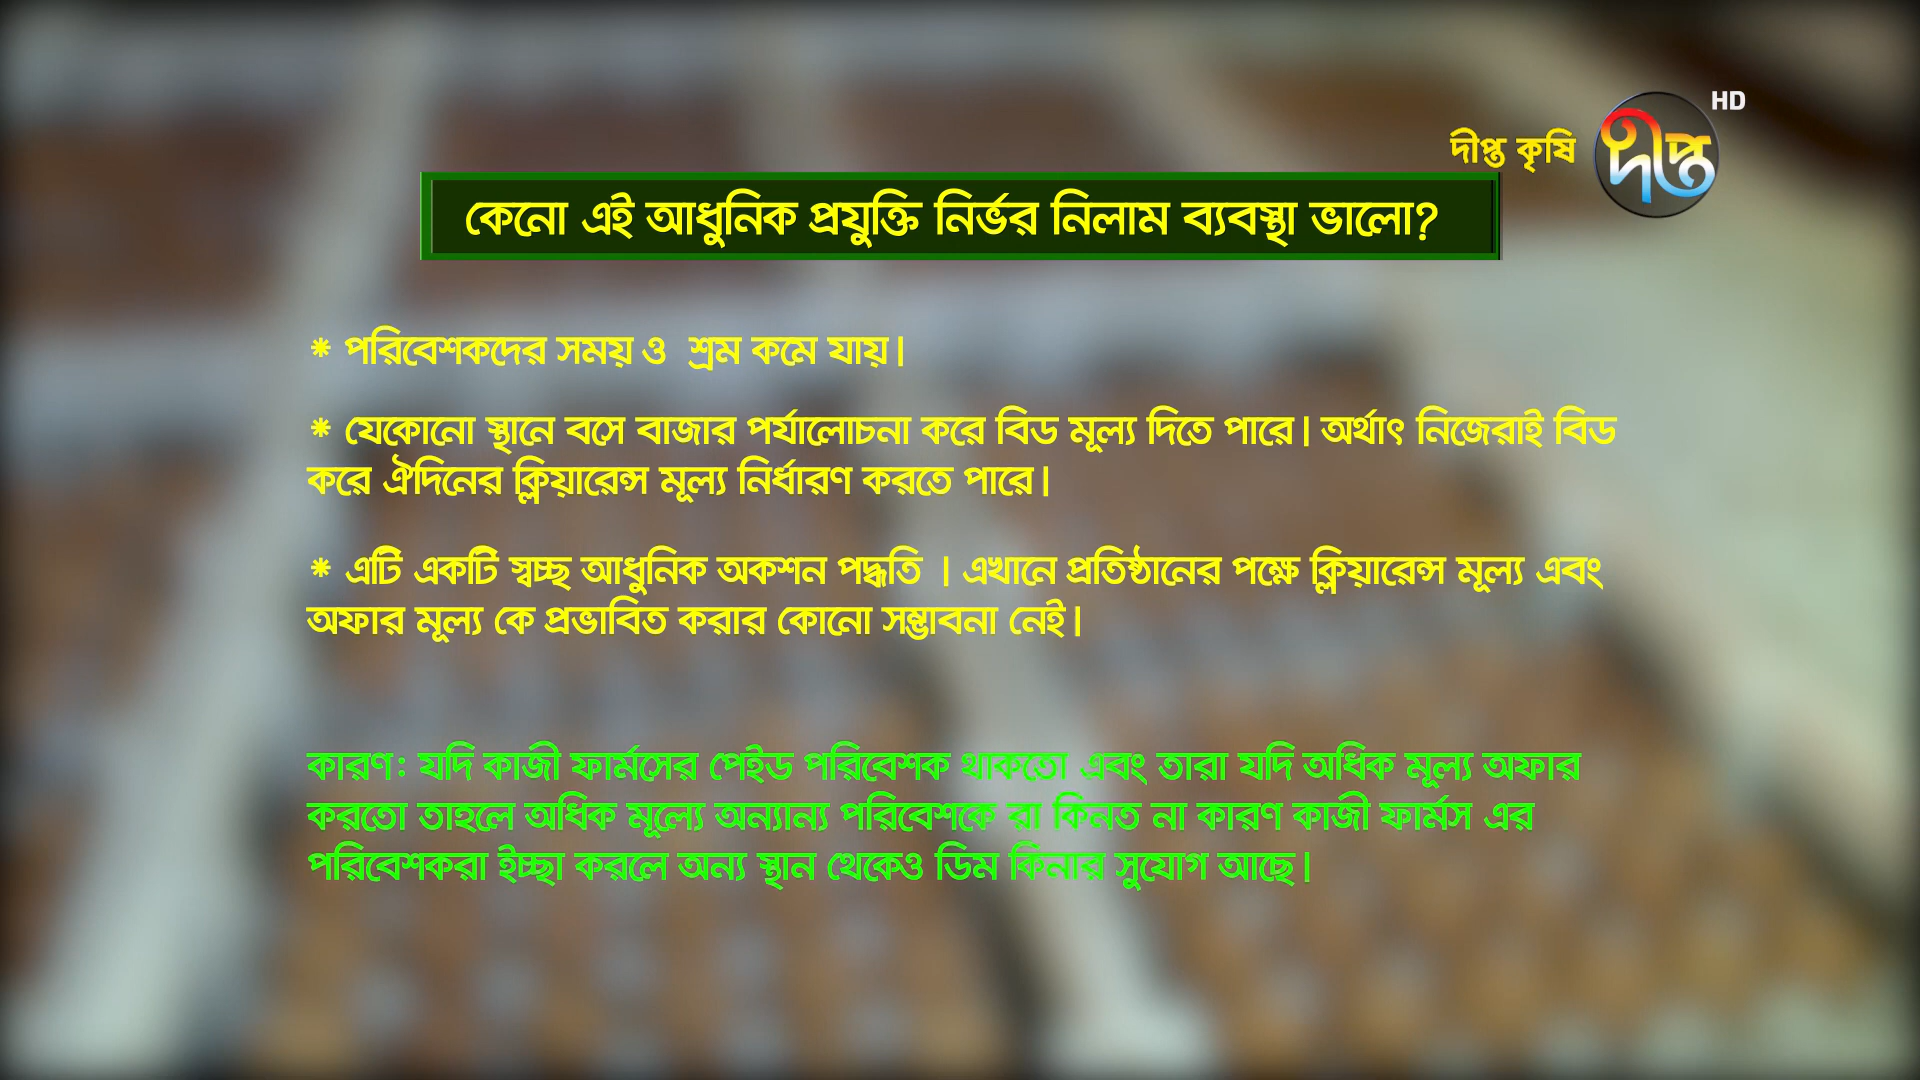 HD
দীপ্ত কৃষি দীপ্ত
কেনো এই আধুনিক প্রযুক্তি নির্ভর নিলাম ব্যবস্থা ভালো?
* পরিবেশকদের সময় ও শ্রম কমে যায়।
* যেকোনো স্থানে বসে বাজার পর্যালোচনা করে বিড মূল্য দিতে পারে। অর্থাৎ নিজেরাই বিড
করে ঐদিনের ক্লিয়ারেন্স মূল্য নির্ধারণ করতে পারে।
* এটি একটি স্বচ্ছ আধুনিক অকশন পদ্ধতি । এখানে প্রতিষ্ঠানের পক্ষে ক্লিয়ারেন্স মূল্য এবং
অফার মূল্য কে প্রভাবিত করার কোনো সম্ভাবনা নেই।
কারণ: যদি কাজী ফার্মসের পেইড পরিবেশক থাকতো এবং তারা যদি অধিক মূল্য অফার
করতো তাহলে অধিক মূল্যে অন্যান্য পরিবেশকে রা কিনত না কারণ কাজী ফার্মস এর
পরিবেশকরা ইচ্ছা করলে অন্য স্থান থেকেও ডিম কিনার সুযোগ আছে।